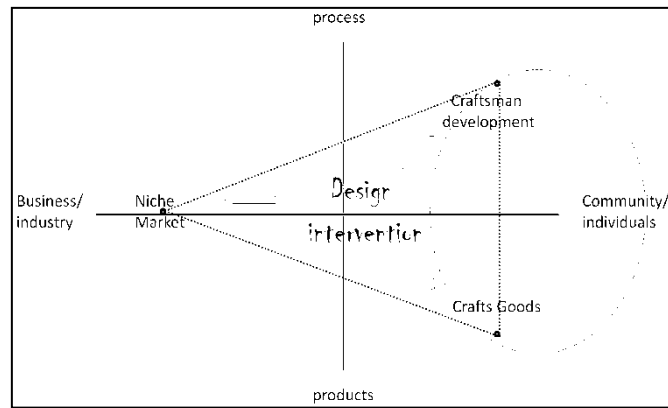 process
Craftsman
development
Business/
industry
Niche
Market
Design
intervention
Community/
individuals
Crafts Goods
products